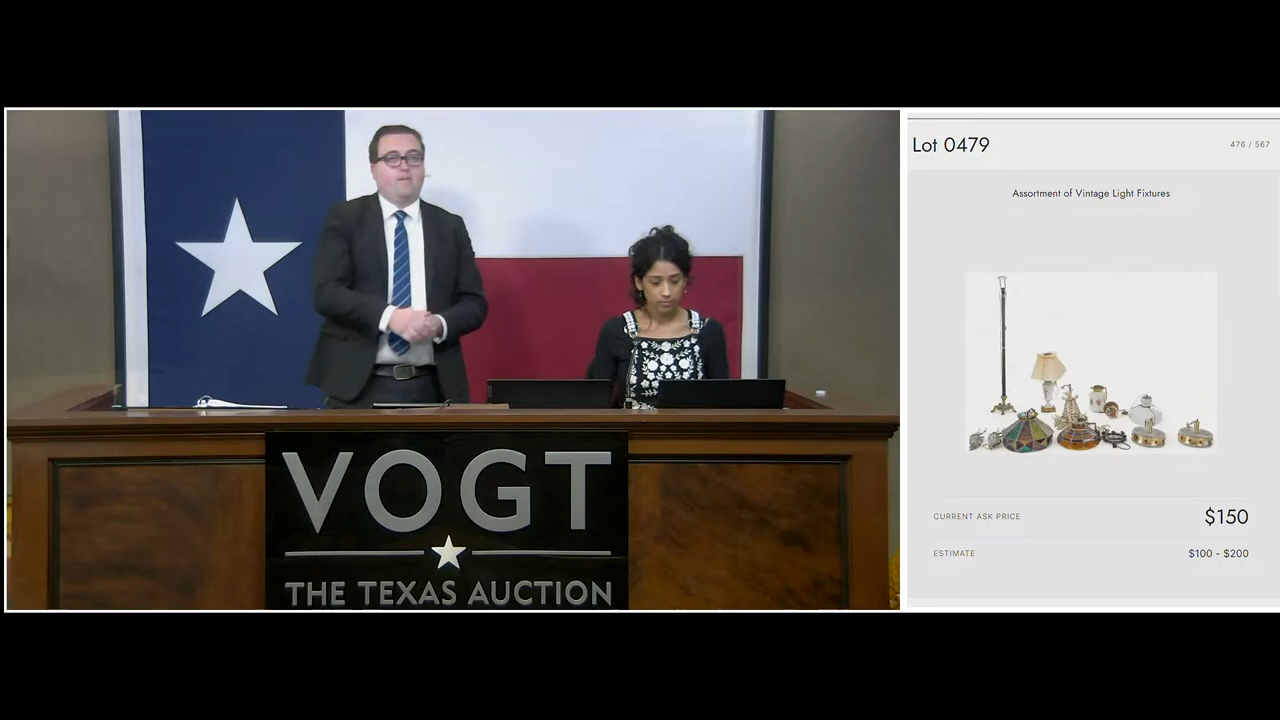 VOGT
THE TEXAS AUCTION
Lot 0479
476 / 567
Assortment of Vintage Light Fixtures
CURRENT ASK PRICE
$150
ESTIMATE
$100 - $200